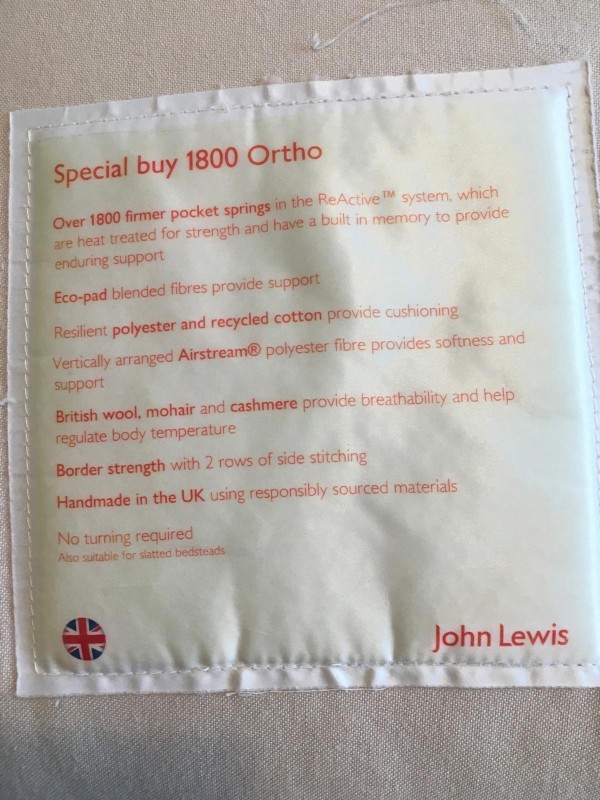 Special buy 1800 Ortho
Over 1800 firmer pocket springs in the ReActive™ system, which
are heat treated for strength and have a built in memory to provide
enduring support
Eco-pad blended fibres provide support
Resilient polyester and recycled cotton provide cushioning
Vertically arranged Airstream® polyester fibre provides softness and
support
British wool, mohair and cashmere provide breathability and help
regulate body temperature
Border strength with 2 rows of side stitching
Handmade in the UK using responsibly sourced materials
No turning required
Also suitable for slatted bedsteads
John Lewis